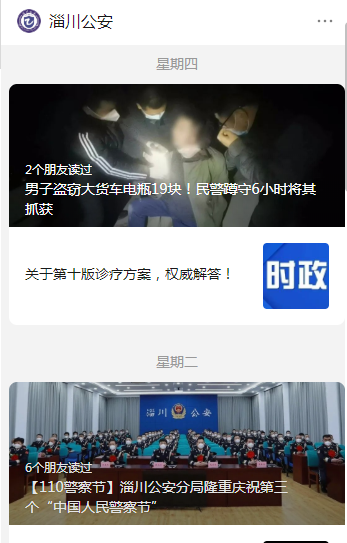 淄川公安
星期四
2个朋友读过
男子盗窃大货车电瓶19块！民警蹲守6小时将其
抓获
关于第十版诊疗方案，权威解答！
时政
星期二
淄川 公安
6个朋友读过
【110警察节】淄川公安分局隆重庆祝第三
个“中国人民警察节”